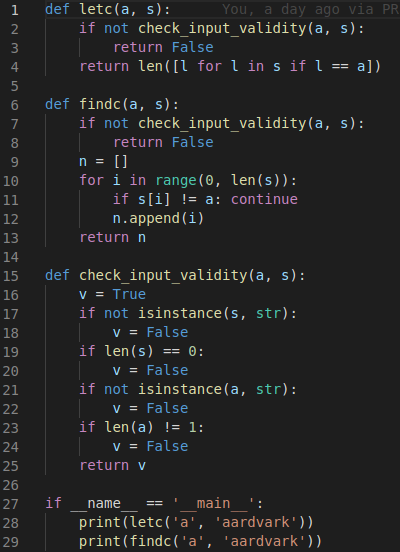 1 def letc(a, s): You, a day ago via PR
2 if not check_input_validity(a, s):
3 return False
4 return len([l for l in s if l == a])
5
6 def findc(a, s):
7 if not check_input_validity(a, s):
8 return False
9 n = []
10 for i in range(0, len(s)):
11 if s[i] != a: continue
12 n.append(i)
13 return n
14
15 def check_input_validity(a, s):
16 v = True
17 if not isinstance(s, str):
18 v = False
19 if len(s) == 0:
20 v = False
21 if not isinstance(a, str):
22 v = False
23 if len(a) != 1:
24 v = False
25 return v
26
27 if __name__ == '__main__':
28 print(letc('a', 'aardvark'))
29 print(findc('a', 'aardvark'))